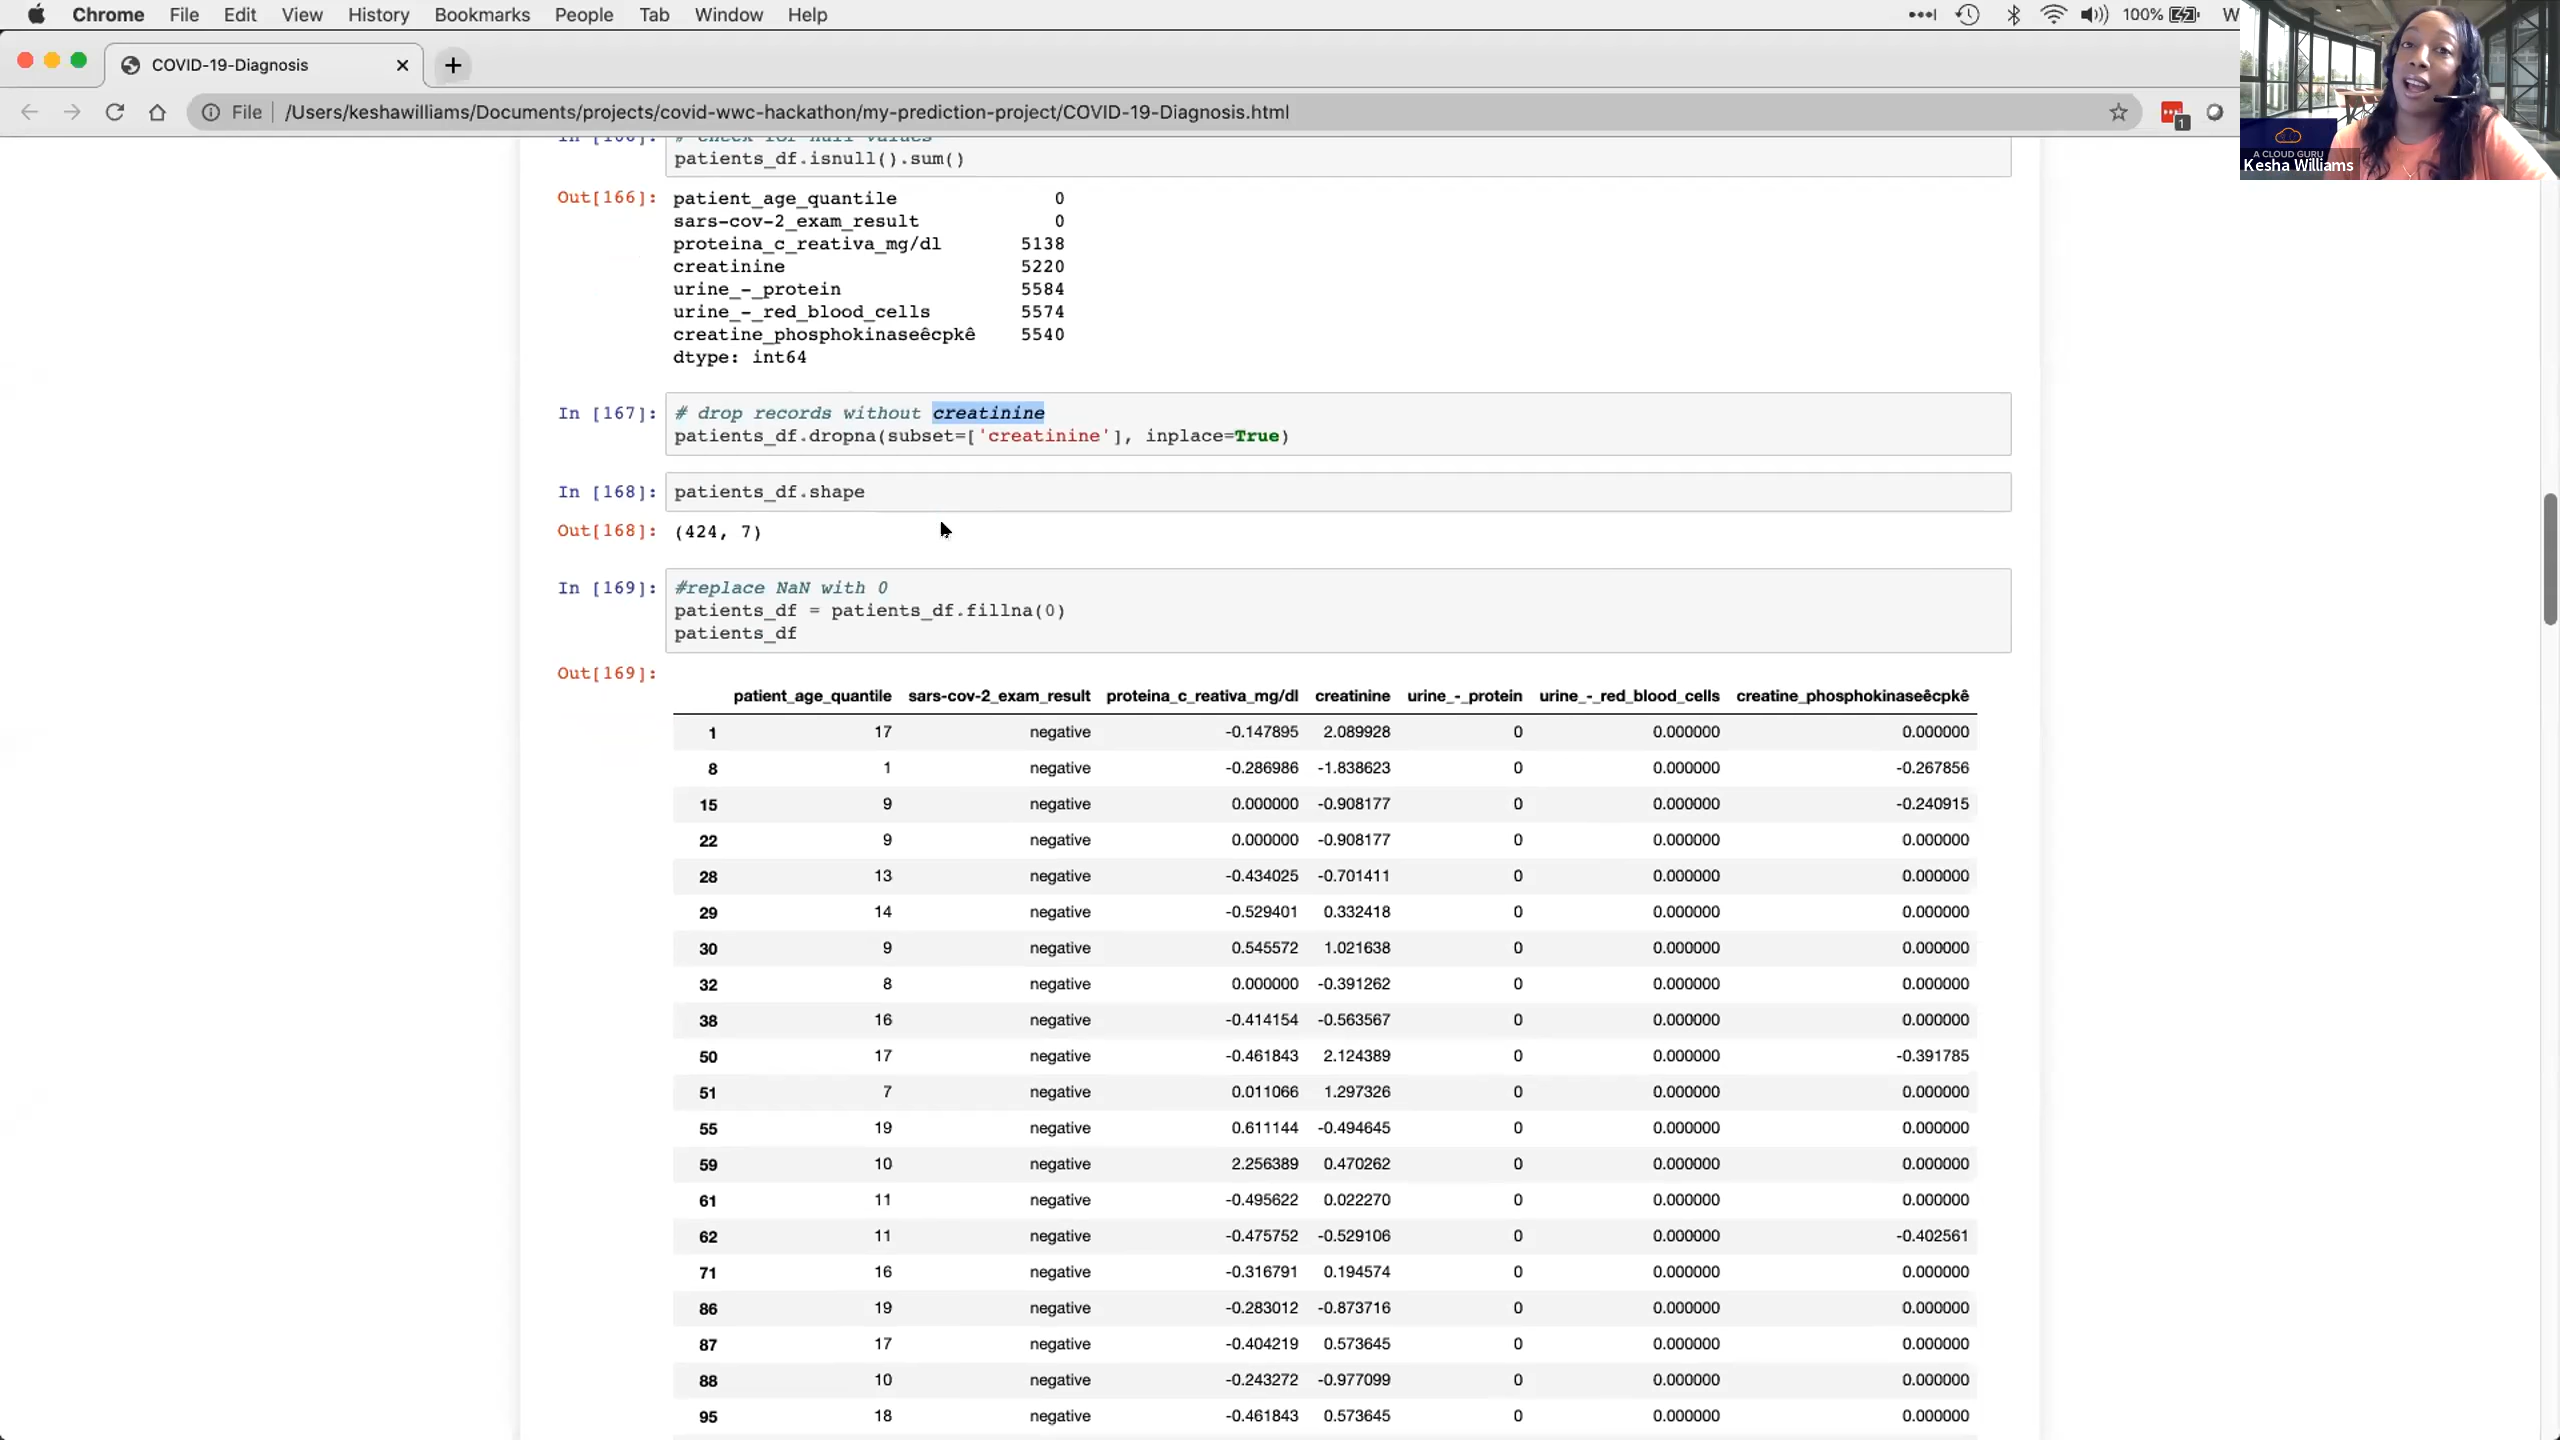 Chrome File Edit View History Bookmarks People Tab Window Help 100% W
COVID-19-Diagnosis
File /Users/keshawilliams/Documents/projects/covid-wwc-hackathon/my-prediction-project/COVID-19-Diagnosis.html
1
A CLOUD GURU
Kesha Williams
In [166]: # check for null values
patients_df.isnull().sum()
Out[166]: patient_age_quantile 0
sars-cov-2_exam_result 0
proteina_c_reativa_mg/dl 5138
creatinine 5220
urine_-_protein 5584
urine_-_red_blood_cells 5574
creatine_phosphokinaseêcpkê 5540
dtype: int64
In [167]: # drop records without creatinine
patients_df.dropna(subset=['creatinine'], inplace=True)
In [168]: patients_df.shape
Out[168]: (424, 7)
In [169]: #replace NaN with 0
patients_df = patients_df.fillna(0)
patients_df
Out[169]:
patient_age_quantile sars-cov-2_exam_result proteina_c_reativa_mg/dl creatinine urine_-_protein urine_-_red_blood_cells creatine_phosphokinaseêcpkê
1 17 negative -0.147895 2.089928 0 0.000000 0.000000
8 1 negative -0.286986 -1.838623 0 0.000000 -0.267856
15 9 negative 0.000000 -0.908177 0 0.000000 -0.240915
22 9 negative 0.000000 -0.908177 0 0.000000 0.000000
28 13 negative -0.434025 -0.701411 0 0.000000 0.000000
29 14 negative -0.529401 0.332418 0 0.000000 0.000000
30 9 negative 0.545572 1.021638 0 0.000000 0.000000
32 8 negative 0.000000 -0.391262 0 0.000000 0.000000
38 16 negative -0.414154 -0.563567 0 0.000000 0.000000
50 17 negative -0.461843 2.124389 0 0.000000 -0.391785
51 7 negative 0.011066 1.297326 0 0.000000 0.000000
55 19 negative 0.611144 -0.494645 0 0.000000 0.000000
59 10 negative 2.256389 0.470262 0 0.000000 0.000000
61 11 negative -0.495622 0.022270 0 0.000000 0.000000
62 11 negative -0.475752 -0.529106 0 0.000000 -0.402561
71 16 negative -0.316791 0.194574 0 0.000000 0.000000
86 19 negative -0.283012 -0.873716 0 0.000000 0.000000
87 17 negative -0.404219 0.573645 0 0.000000 0.000000
88 10 negative -0.243272 -0.977099 0 0.000000 0.000000
95 18 negative -0.461843 0.573645 0 0.000000 0.000000